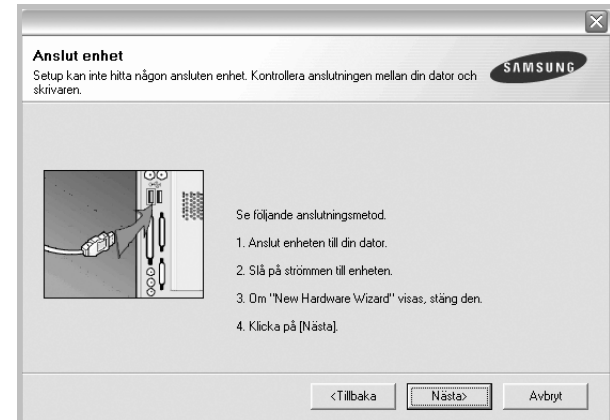 Anslut enhet
Setup kan inte hitta någon ansluten enhet. Kontrollera anslutningen mellan din dator och
skrivaren.
SAMSUNG
Se följande anslutningsmetod.
1. Anslut enheten till din dator.
2. Slå på strömmen till enheten.
3. Om "New Hardware Wizard" visas, stäng den.
4. Klicka på [Nästa].
<Tillbaka
Nästa>
Avbryt